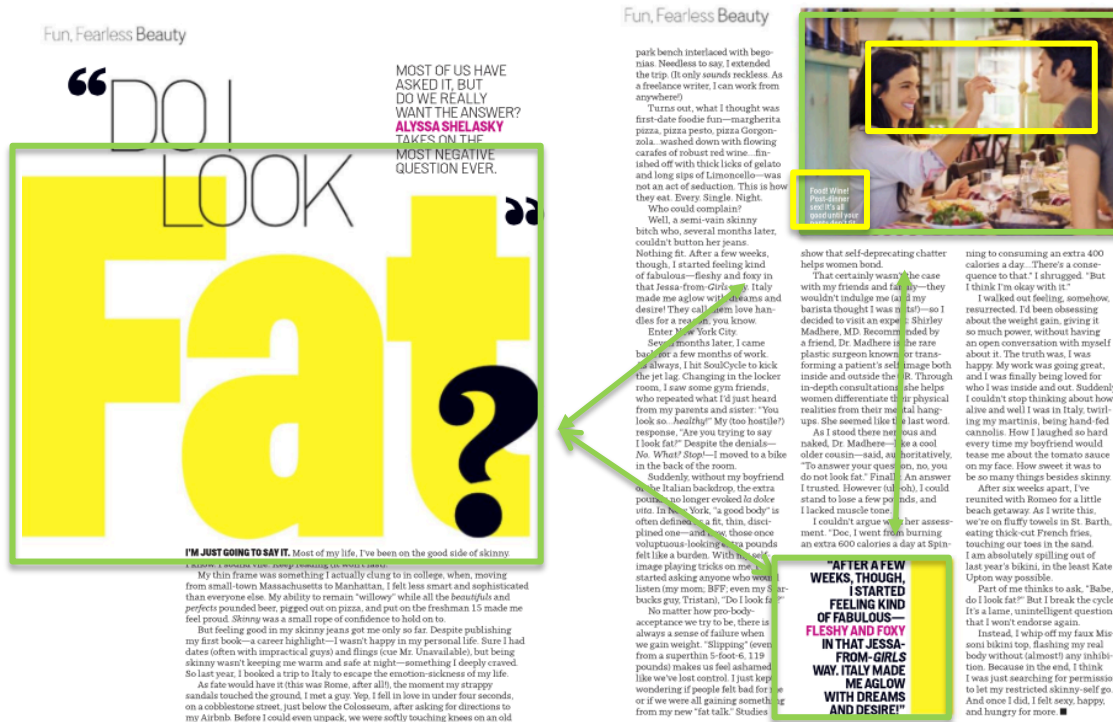 Fun, Fearless Beauty
“DO I
LOOK
Fat”
?
MOST OF US HAVE
ASKED IT, BUT
DO WE REALLY
WANT THE ANSWER?
ALYSSA SHELASKY
TAKES ON THE
MOST NEGATIVE
QUESTION EVER.
I'M JUST GOING TO SAY IT. Most of my life, I've been on the good side of skinny.
I know. I sound vile. Keep reading (it won't last).
My thin frame was something I actually clung to in college, when, moving
from small-town Massachusetts to Manhattan, I felt less smart and sophisticated
than everyone else. My ability to remain "willowy" while all the beautifuls and
perfects pounded beer, pigged out on pizza, and put on the freshman 15 made me
feel proud. Skinny was a small rope of confidence to hold on to.
But feeling good in my skinny jeans got me only so far. Despite publishing
my first book—a career highlight—I wasn't happy in my personal life. Sure I had
dates (often with impractical guys) and flings (cue Mr. Unavailable), but being
skinny wasn't keeping me warm and safe at night—something I deeply craved.
So last year, I booked a trip to Italy to escape the emotion-sickness of my life.
As fate would have it (this was Rome, after all!), the moment my strappy
sandals touched the ground, I met a guy. Yep, I fell in love in under four seconds,
on a cobblestone street, just below the Colosseum, after asking for directions to
my Airbnb. Before I could even unpack, we were softly touching knees on an old
Fun, Fearless Beauty
park bench interlaced with bego-
nias. Needless to say, I extended
the trip. (It only sounds reckless. As
a freelance writer, I can work from
anywhere!)
Turns out, what I thought was
first-date foodie fun—margherita
pizza, pizza pesto, pizza Gorgon-
zola...washed down with flowing
carafes of robust red wine...fin-
ished off with thick licks of gelato
and long sips of Limoncello—was
not an act of seduction. This is how
they eat. Every. Single. Night.
Who could complain?
Well, a semi-vain skinny
bitch who, several months later,
couldn't button her jeans.
Nothing fit. After a few weeks,
though, I started feeling kind
of fabulous—fleshy and foxy in
that Jessa-from-Girls way. Italy
made me aglow with dreams and
desire! They call them love han-
dles for a reason, you know.
Enter New York City.
Seven months later, I came
back for a few months of work.
As always, I hit SoulCycle to kick
the jet lag. Changing in the locker
room, I saw some gym friends,
who repeated what I'd just heard
from my parents and sister: "You
look so...healthy!" My (too hostile?)
response, "Are you trying to say
I look fat?" Despite the denials—
No. What? Stop!—I moved to a bike
in the back of the room.
Suddenly, without my boyfriend
or the Italian backdrop, the extra
pounds no longer evoked la dolce
vita. In New York, "a good body" is
often defined as a fit, thin, disci-
plined one—and now, those once
voluptuous-looking extra pounds
felt like a burden. With my self-
image playing tricks on me, I
started asking anyone who would
listen (my mom; BFF; even my Star-
bucks guy, Tristan), "Do I look fat?"
No matter how pro-body-
acceptance we try to be, there is
always a sense of failure when
we gain weight. "Slipping" (even
from a superthin 5-foot-6, 119
pounds) makes us feel ashamed
like we've lost control. I just kept
wondering if people felt bad for me
or if we were all gaining something
from my new "fat talk." Studies
Food! Wine!
Post-dinner
sex! It's all
good until your
pants don't fit.
show that self-deprecating chatter
helps women bond.
That certainly wasn't the case
with my friends and family—they
wouldn't indulge me (and my
barista thought I was nuts!)—so I
decided to visit an expert: Shirley
Madhere, MD. Recommended by
a friend, Dr. Madhere is the rare
plastic surgeon known for trans-
forming a patient's self-image both
inside and outside the OR. Through
in-depth consultations, she helps
women differentiate their physical
realities from their mental hang-
ups. She seemed like the last word.
As I stood there nervous and
naked, Dr. Madhere—like a cool
older cousin—said, authoritatively,
"To answer your question, no, you
do not look fat." Finally! An answer
I trusted. However (uh-oh), I could
stand to lose a few pounds, and
I lacked muscle tone.
I couldn't argue with her assess-
ment. "Doc, I went from burning
an extra 600 calories a day at Spin-
"AFTER A FEW
WEEKS, THOUGH,
I STARTED
FEELING KIND
OF FABULOUS—
FLESHY AND FOXY
IN THAT JESSA-
FROM-GIRLS
WAY. ITALY MADE
ME AGLOW
WITH DREAMS
AND DESIRE!"
ning to consuming an extra 400
calories a day....There's a conse-
quence to that." I shrugged. "But
I think I'm okay with it."
I walked out feeling, somehow,
resurrected. I'd been obsessing
about the weight gain, giving it
so much power, without having
an open conversation with myself
about it. The truth was, I was
happy. My work was going great,
and I was finally being loved for
who I was inside and out. Suddenly
I couldn't stop thinking about how
alive and well I was in Italy, twirl-
ing my martinis, being hand-fed
cannolis. How I laughed so hard
every time my boyfriend would
tease me about the tomato sauce
on my face. How sweet it was to
be so many things besides skinny.
After six weeks apart, I've
reunited with Romeo for a little
beach getaway. As I write this,
we're on fluffy towels in St. Barth,
eating thick-cut French fries,
touching our toes in the sand.
I am absolutely spilling out of
last year's bikini, in the least Kate
Upton way possible.
Part of me thinks to ask, "Babe,
do I look fat?" But I break the cycle.
It's a lame, unintelligent question
that I won't endorse again.
Instead, I whip off my faux Mis-
soni bikini top, flashing my real
body without (almost!) any inhibi-
tion. Because in the end, I think
I was just searching for permission
to let my restricted skinny-self go.
And once I did, I felt sexy, happy,
and hungry for more.